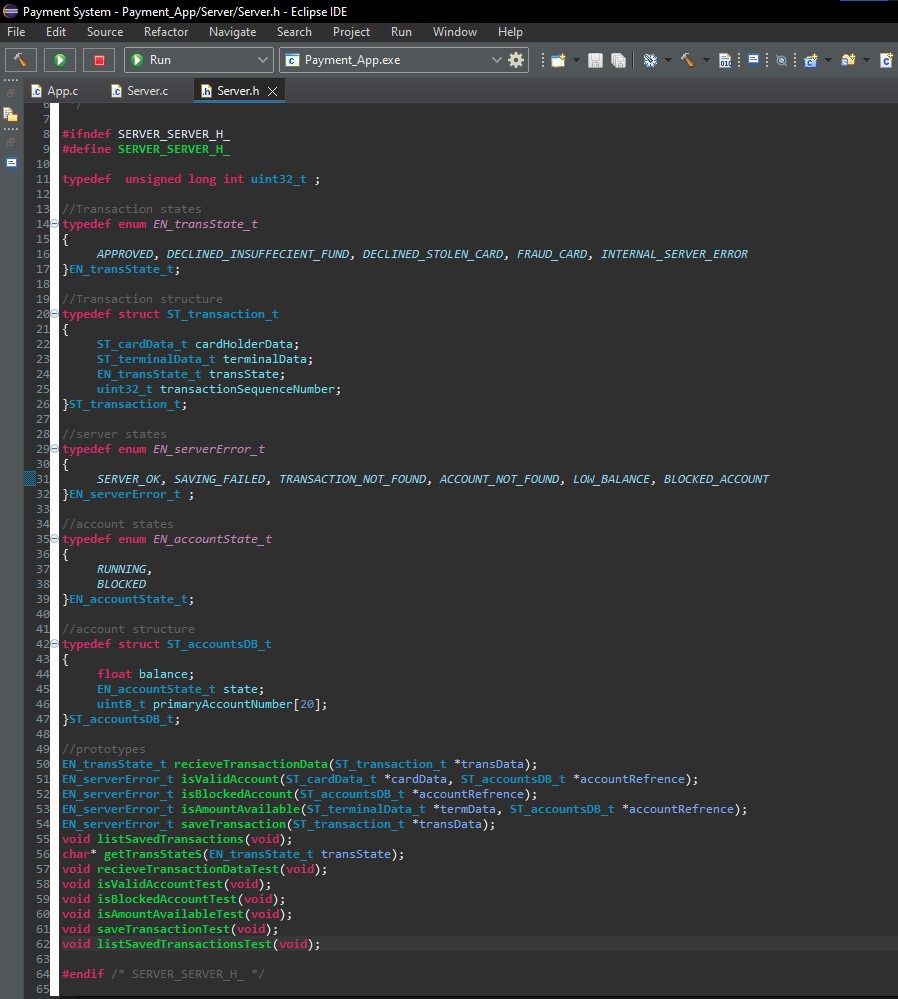 Payment System - Payment_App/Server/Server.h - Eclipse IDE
File Edit Source Refactor Navigate Search Project Run Window Help
Run Payment_App.exe
App.c Server.c Server.h
6 */
7
8 #ifndef SERVER_SERVER_H_
9 #define SERVER_SERVER_H_
10
11 typedef  unsigned long int uint32_t ;
12
13 //Transaction states
14 typedef enum EN_transState_t
15 {
16     APPROVED, DECLINED_INSUFFECIENT_FUND, DECLINED_STOLEN_CARD, FRAUD_CARD, INTERNAL_SERVER_ERROR
17 }EN_transState_t;
18
19 //Transaction structure
20 typedef struct ST_transaction_t
21 {
22     ST_cardData_t cardHolderData;
23     ST_terminalData_t terminalData;
24     EN_transState_t transState;
25     uint32_t transactionSequenceNumber;
26 }ST_transaction_t;
27
28 //server states
29 typedef enum EN_serverError_t
30 {
31     SERVER_OK, SAVING_FAILED, TRANSACTION_NOT_FOUND, ACCOUNT_NOT_FOUND, LOW_BALANCE, BLOCKED_ACCOUNT
32 }EN_serverError_t ;
33
34 //account states
35 typedef enum EN_accountState_t
36 {
37     RUNNING,
38     BLOCKED
39 }EN_accountState_t;
40
41 //account structure
42 typedef struct ST_accountsDB_t
43 {
44     float balance;
45     EN_accountState_t state;
46     uint8_t primaryAccountNumber[20];
47 }ST_accountsDB_t;
48
49 //prototypes
50 EN_transState_t recieveTransactionData(ST_transaction_t *transData);
51 EN_serverError_t isValidAccount(ST_cardData_t *cardData, ST_accountsDB_t *accountRefrence);
52 EN_serverError_t isBlockedAccount(ST_accountsDB_t *accountRefrence);
53 EN_serverError_t isAmountAvailable(ST_terminalData_t *termData, ST_accountsDB_t *accountRefrence);
54 EN_serverError_t saveTransaction(ST_transaction_t *transData);
55 void listSavedTransactions(void);
56 char* getTransStateS(EN_transState_t transState);
57 void recieveTransactionDataTest(void);
58 void isValidAccountTest(void);
59 void isBlockedAccountTest(void);
60 void isAmountAvailableTest(void);
61 void saveTransactionTest(void);
62 void listSavedTransactionsTest(void);
63
64 #endif /* SERVER_SERVER_H_ */
65